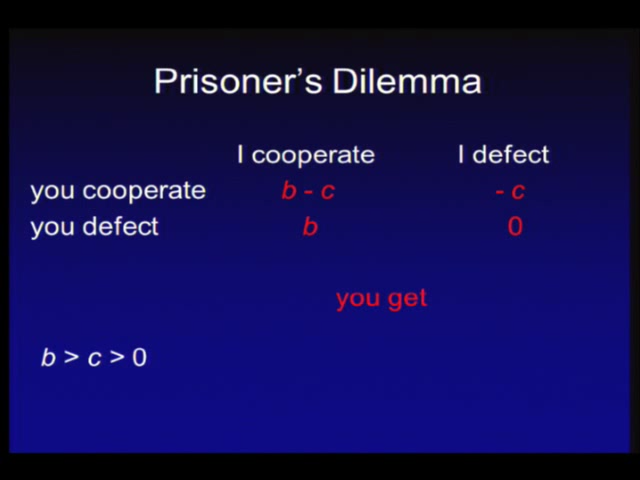 Prisoner's Dilemma
I cooperate I defect
you cooperate b - c - c
you defect b 0
you get
b > c > 0